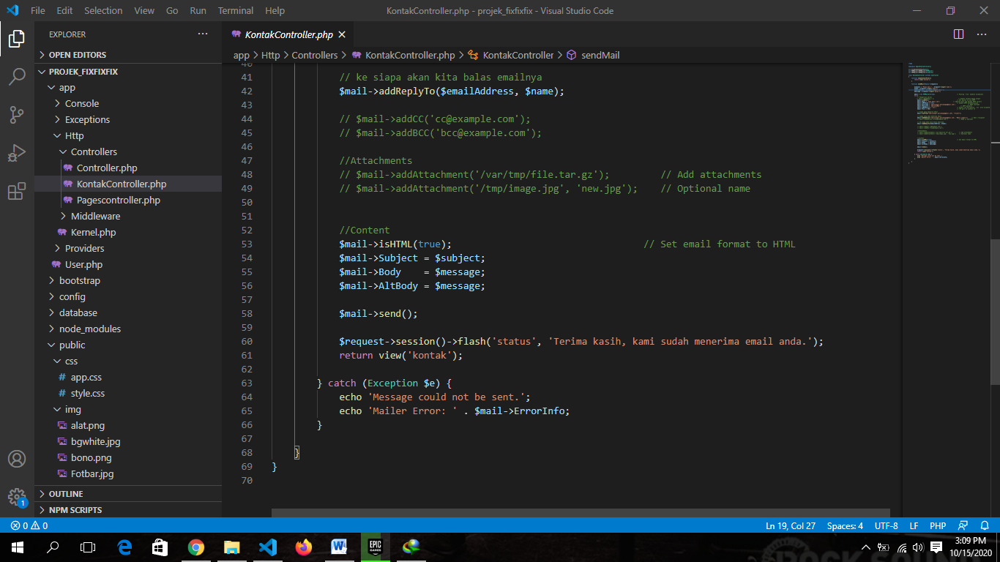 File Edit Selection View Go Run Terminal Help KontakController.php - projek_fixfixfix - Visual Studio Code
EXPLORER
OPEN EDITORS
PROJEK_FIXFIXFIX
app
Console
Exceptions
Http
Controllers
Controller.php
KontakController.php
Pagescontroller.php
Middleware
Kernel.php
Providers
User.php
bootstrap
config
database
node_modules
public
css
# app.css
# style.css
img
alat.png
bgwhite.jpg
bono.png
Fotbar.jpg
OUTLINE
NPM SCRIPTS
1
KontakController.php
app > Http > Controllers > KontakController.php > KontakController > sendMail
40
41 // ke siapa akan kita balas emailnya
42 $mail->addReplyTo($emailAddress, $name);
43
44 // $mail->addCC('cc@example.com');
45 // $mail->addBCC('bcc@example.com');
46
47 //Attachments
48 // $mail->addAttachment('/var/tmp/file.tar.gz'); // Add attachments
49 // $mail->addAttachment('/tmp/image.jpg', 'new.jpg'); // Optional name
50
51
52 //Content
53 $mail->isHTML(true); // Set email format to HTML
54 $mail->Subject = $subject;
55 $mail->Body = $message;
56 $mail->AltBody = $message;
57
58 $mail->send();
59
60 $request->session()->flash('status', 'Terima kasih, kami sudah menerima email anda.');
61 return view('kontak');
62
63 } catch (Exception $e) {
64 echo 'Message could not be sent.';
65 echo 'Mailer Error: ' . $mail->ErrorInfo;
66 }
67
68 }
69 }
70
0 0 Ln 19, Col 27 Spaces: 4 UTF-8 LF PHP
EPIC GAMES
3:09 PM
10/15/2020